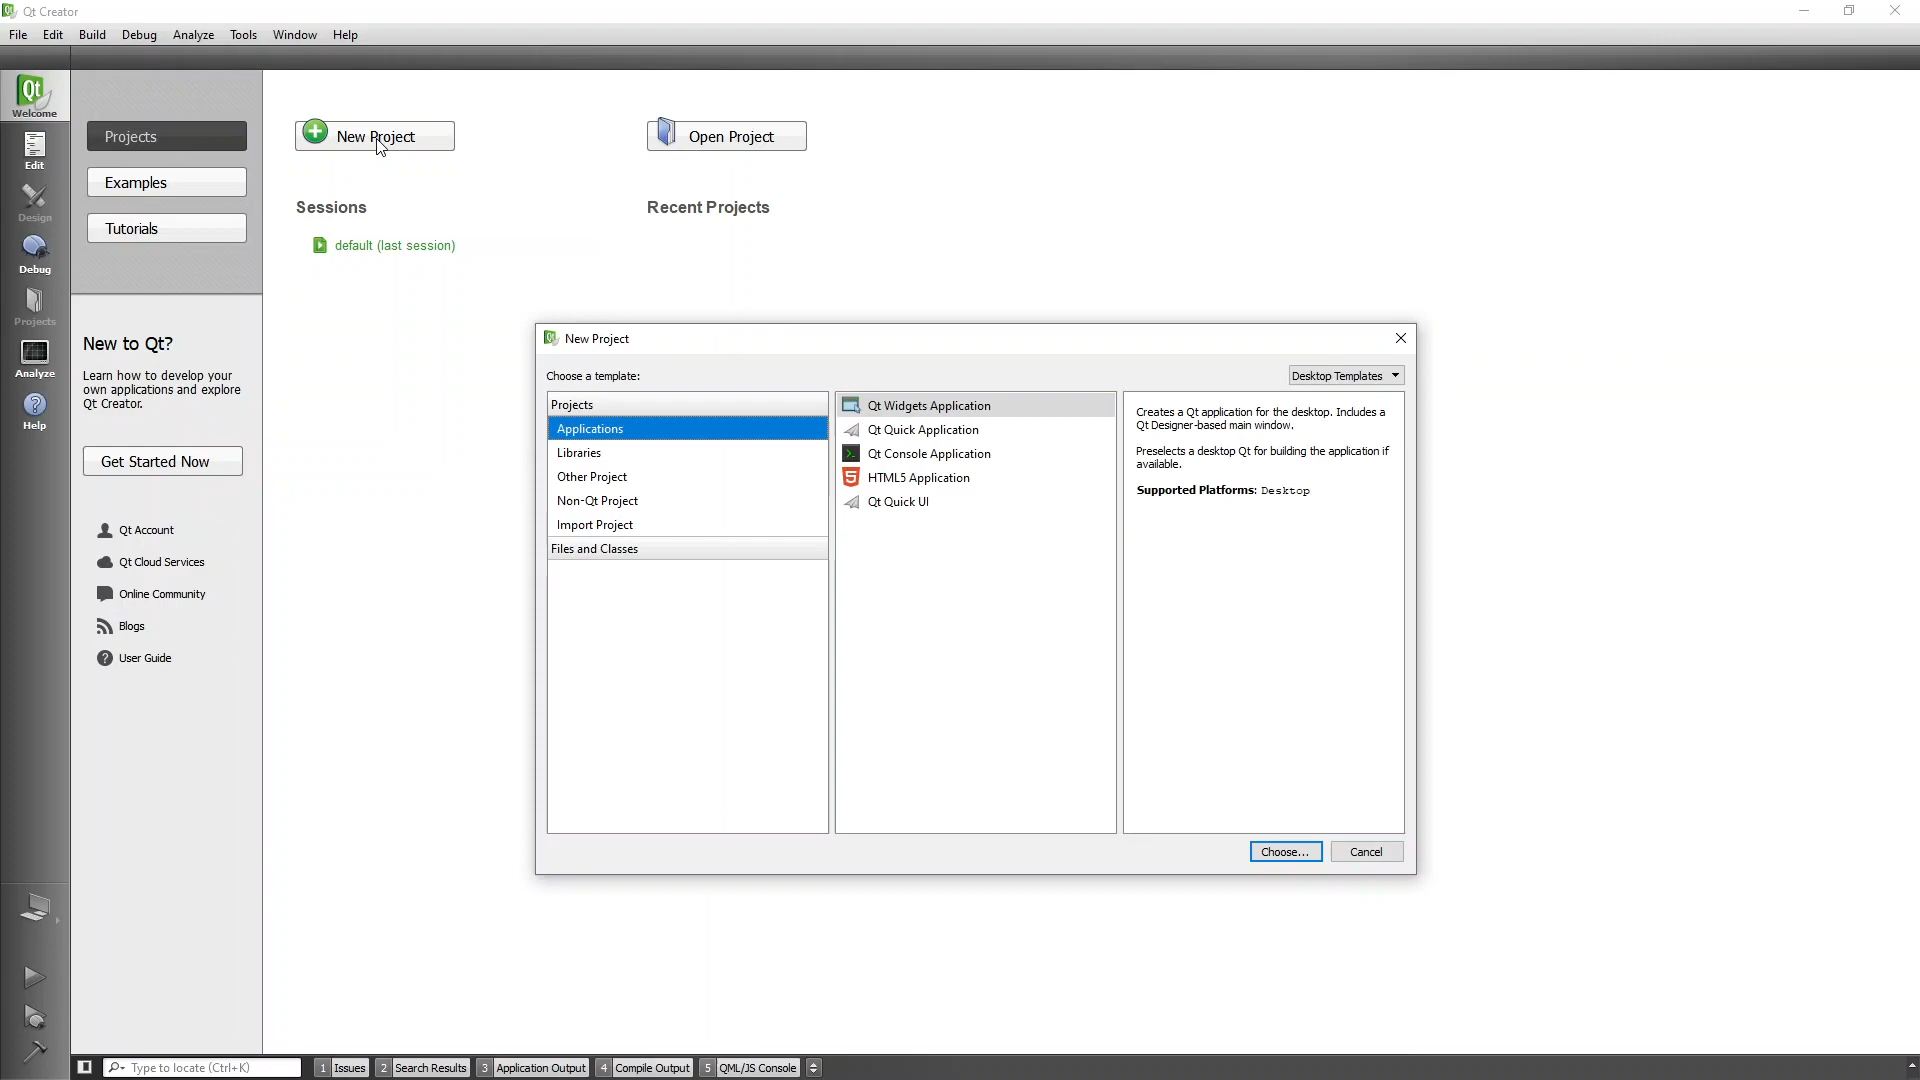 Qt Creator
File Edit Build Debug Analyze Tools Window Help
Qt
Welcome
Edit
Design
Debug
Projects
Analyze
Help
Projects
Examples
Tutorials
New to Qt?
Learn how to develop your
own applications and explore
Qt Creator.
Get Started Now
Qt Account
Qt Cloud Services
Online Community
Blogs
User Guide
New Project
Open Project
Sessions
Recent Projects
default (last session)
New Project
Choose a template:
Desktop Templates
Projects
Applications
Libraries
Other Project
Non-Qt Project
Import Project
Files and Classes
Qt Widgets Application
Qt Quick Application
Qt Console Application
HTML5 Application
Qt Quick UI
Creates a Qt application for the desktop. Includes a
Qt Designer-based main window.
Preselects a desktop Qt for building the application if
available.
Supported Platforms: Desktop
Choose...
Cancel
Type to locate (Ctrl+K)
1 Issues 2 Search Results 3 Application Output 4 Compile Output 5 QML/JS Console